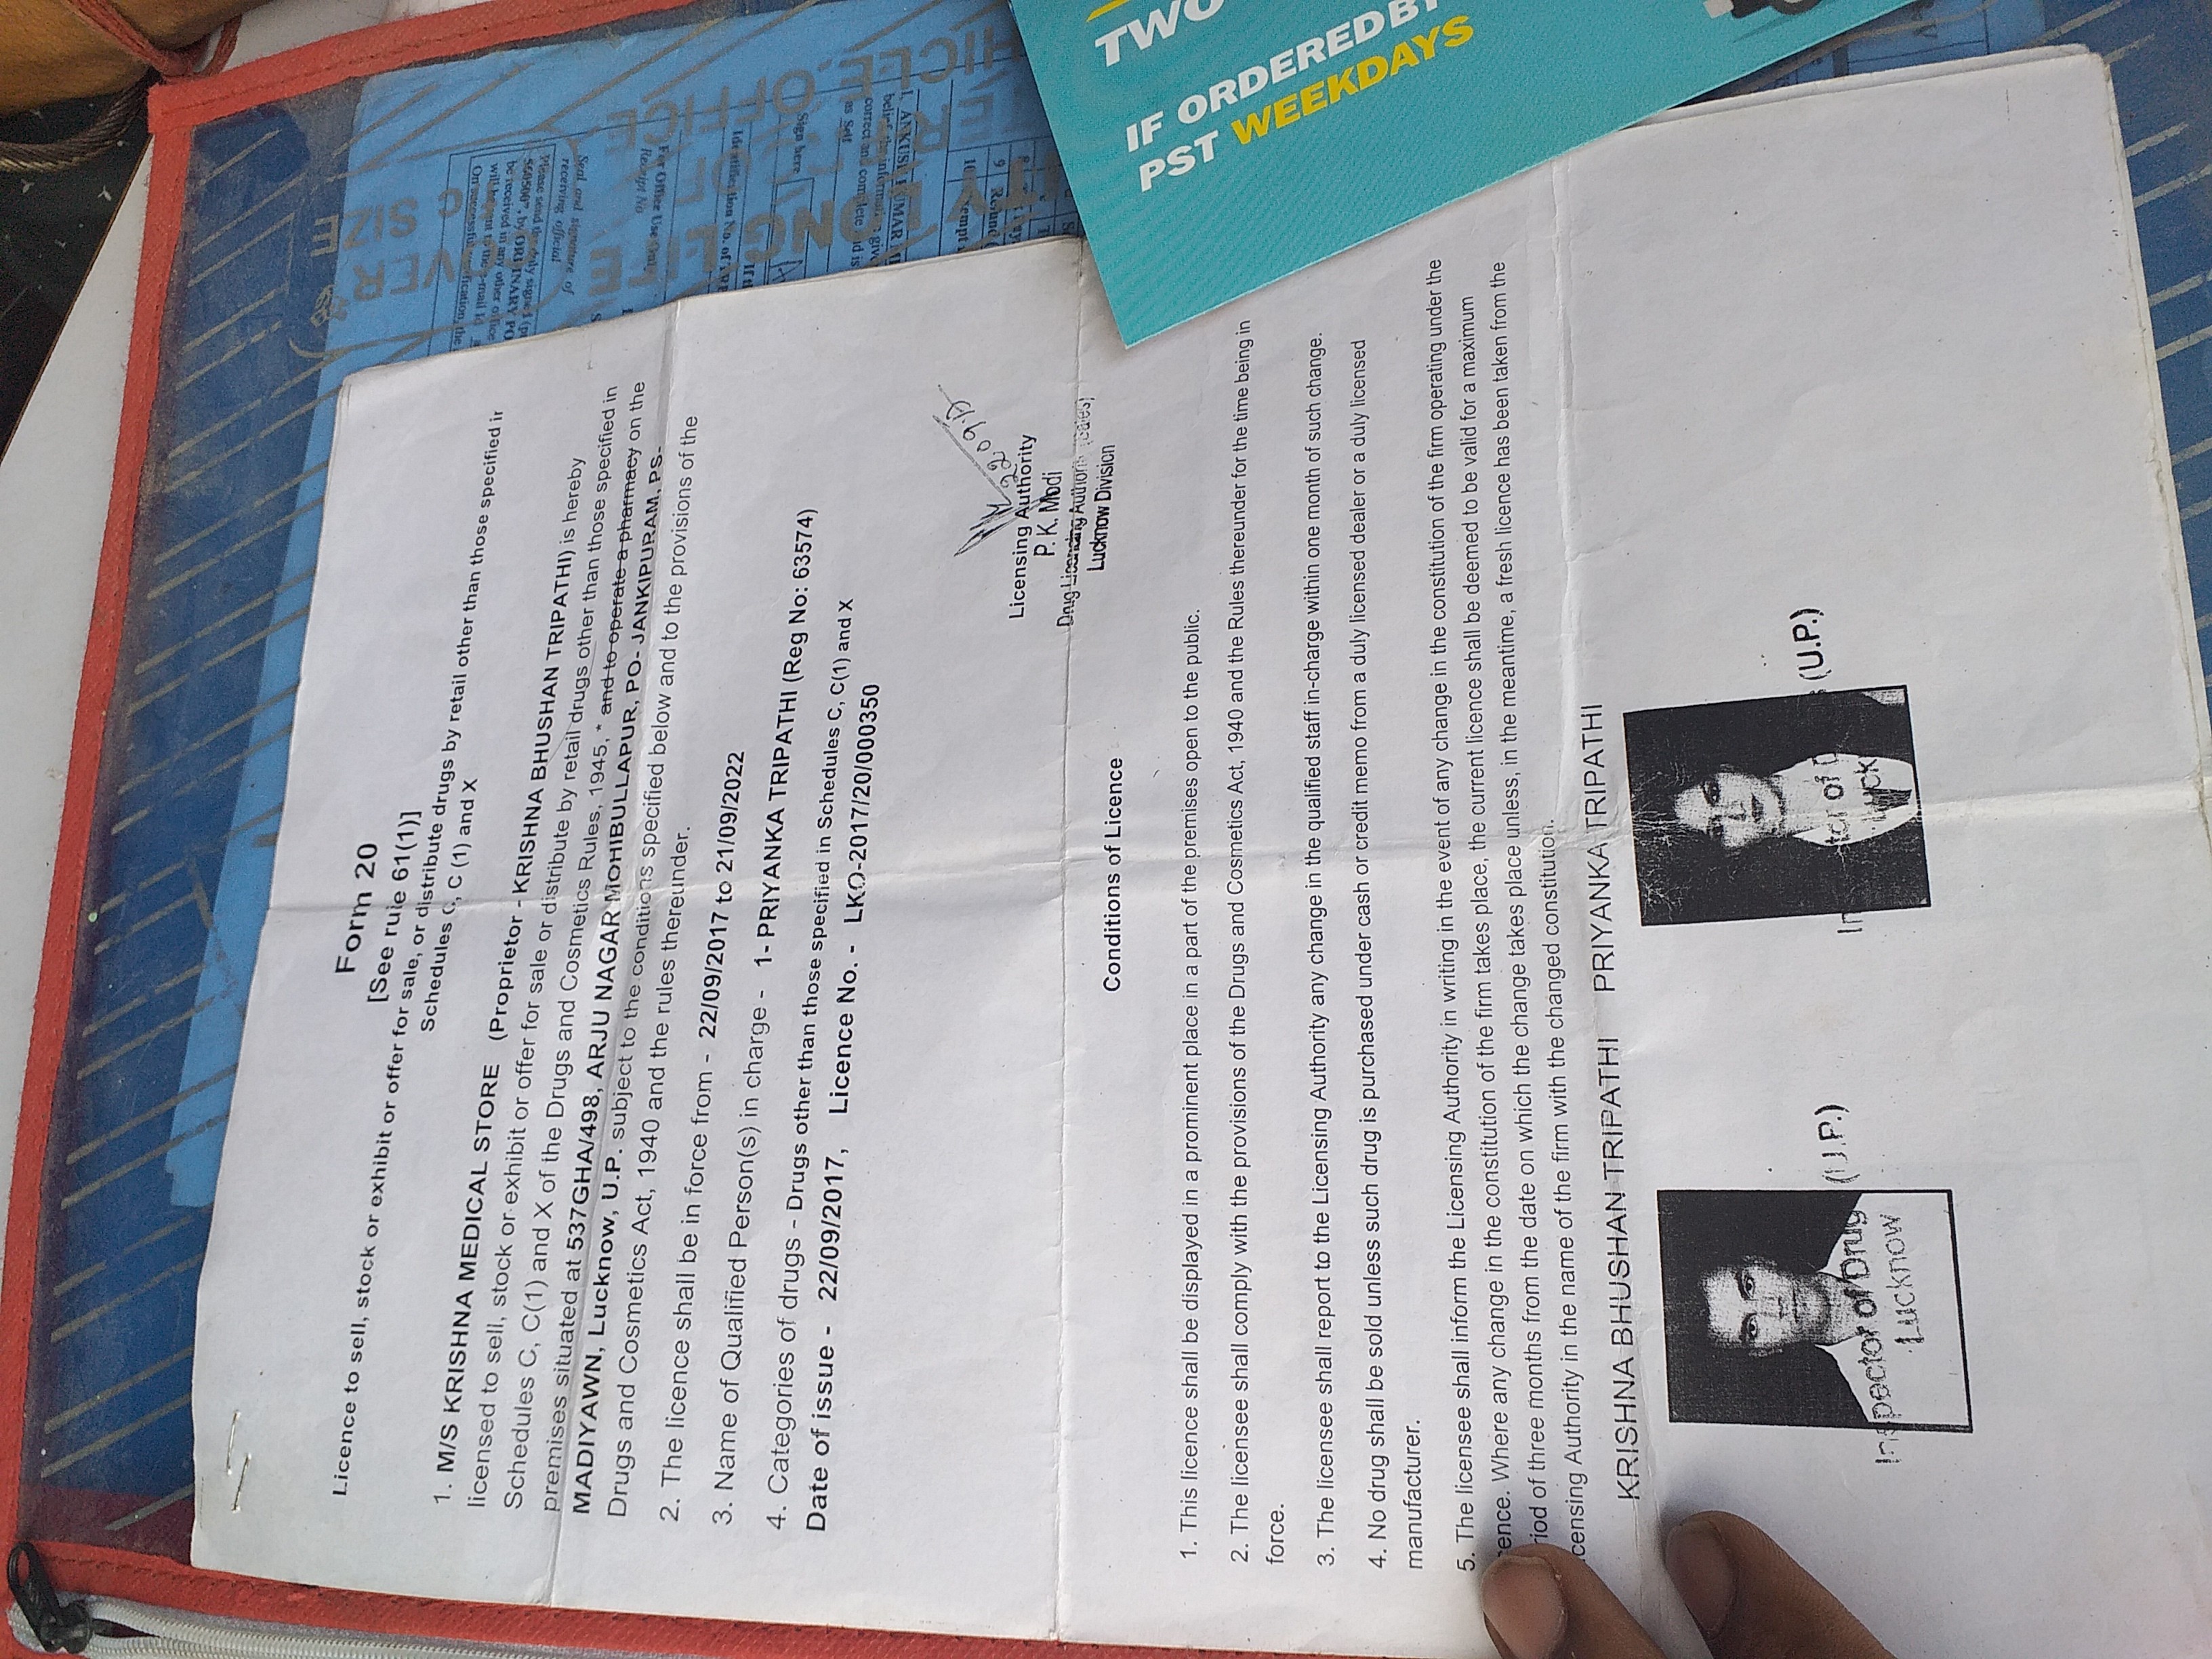 Form 20
[See rule 61(1)]
Licence to sell, stock or exhibit or offer for sale, or distribute drugs by retail other than those specified in
Schedules C, C (1) and X
1. M/S KRISHNA MEDICAL STORE (Proprietor - KRISHNA BHUSHAN TRIPATHI) is hereby
licensed to sell, stock or exhibit or offer for sale or distribute by retail drugs other than those specified in
Schedules C, C(1) and X of the Drugs and Cosmetics Rules, 1945, * and to operate a pharmacy on the
premises situated at 537GHA/498, ARJU NAGAR MOHIBULLAPUR, PO- JANKIPURAM, PS-
MADIYAWN, Lucknow, U.P. subject to the conditions specified below and to the provisions of the
Drugs and Cosmetics Act, 1940 and the rules thereunder.
2. The licence shall be in force from - 22/09/2017 to 21/09/2022
3. Name of Qualified Person(s) in charge - 1- PRIYANKA TRIPATHI (Reg No: 63574)
4. Categories of drugs - Drugs other than those specified in Schedules C, C(1) and X
Date of issue - 22/09/2017, Licence No. - LKO-2017/20/000350
Licensing Authority
P. K. Modi
Drug Licensing Authority (sales)
Lucknow Division
Conditions of Licence
1. This licence shall be displayed in a prominent place in a part of the premises open to the public.
2. The licensee shall comply with the provisions of the Drugs and Cosmetics Act, 1940 and the Rules thereunder for the time being in
force.
3. The licensee shall report to the Licensing Authority any change in the qualified staff in-charge within one month of such change.
4. No drug shall be sold unless such drug is purchased under cash or credit memo from a duly licensed dealer or a duly licensed
manufacturer.
5. The licensee shall inform the Licensing Authority in writing in the event of any change in the constitution of the firm operating under the
ence. Where any change in the constitution of the firm takes place, the current licence shall be deemed to be valid for a maximum
riod of three months from the date on which the change takes place unless, in the meantime, a fresh licence has been taken from the
censing Authority in the name of the firm with the changed constitution.
KRISHNA BHUSHAN TRIPATHI PRIYANKA TRIPATHI
Inspector of Drug (U.P.)
Lucknow
(U.P.)
TWO
IF ORDERED BY
PST WEEKDAYS
For Office Use Only
Receipt No
Seal and signature of
receiving official
Sign here
SIZE
OFFICE
LONG